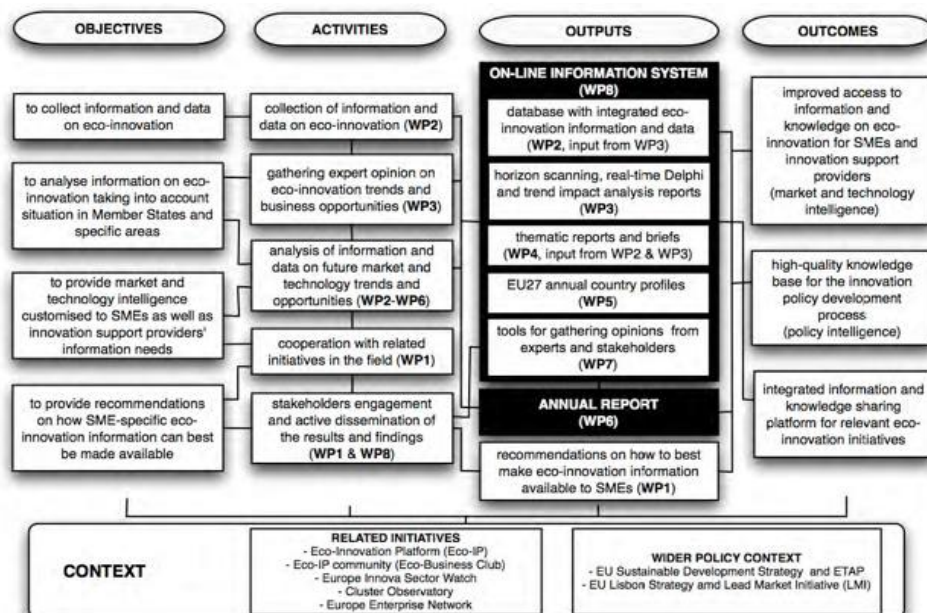 OBJECTIVES
ACTIVITIES
OUTPUTS
OUTCOMES
to collect information and data
on eco-innovation
to analyse information on eco-
innovation taking into account
situation in Member States and
specific areas
to provide market and
technology intelligence
customised to SMEs as well as
innovation support providers'
information needs
to provide recommendations
on how SME-specific eco-
innovation information can best
be made available
collection of information and
data on eco-innovation (WP2)
gathering expert opinion on
eco-innovation trends and
business opportunities (WP3)
analysis of information and
data on future market and
technology trends and
opportunities (WP2-WP6)
cooperation with related
initiatives in the field (WP1)
stakeholders engagement
and active dissemination of
the results and findings
(WP1 & WP8)
ON-LINE INFORMATION SYSTEM
(WP8)
database with integrated eco-
innovation information and data
(WP2, input from WP3)
horizon scanning, real-time Delphi
and trend impact analysis reports
(WP3)
thematic reports and briefs
(WP4, input from WP2 & WP3)
EU27 annual country profiles
(WP5)
tools for gathering opinions from
experts and stakeholders
(WP7)
ANNUAL REPORT
(WP6)
recommendations on how to best
make eco-innovation information
available to SMEs (WP1)
improved access to
information and
knowledge on eco-
innovation for SMEs and
innovation support
providers
(market and technology
intelligence)
high-quality knowledge
base for the innovation
policy development
process
(policy intelligence)
integrated information and
knowledge sharing
platform for relevant eco-
innovation initiatives
CONTEXT
RELATED INITIATIVES
- Eco-Innovation Platform (Eco-IP)
- Eco-IP community (Eco-Business Club)
- Europe Innova Sector Watch
- Cluster Observatory
- Europe Enterprise Network
WIDER POLICY CONTEXT
- EU Sustainable Development Strategy and ETAP
- EU Lisbon Strategy amd Lead Market Initiative (LMI)